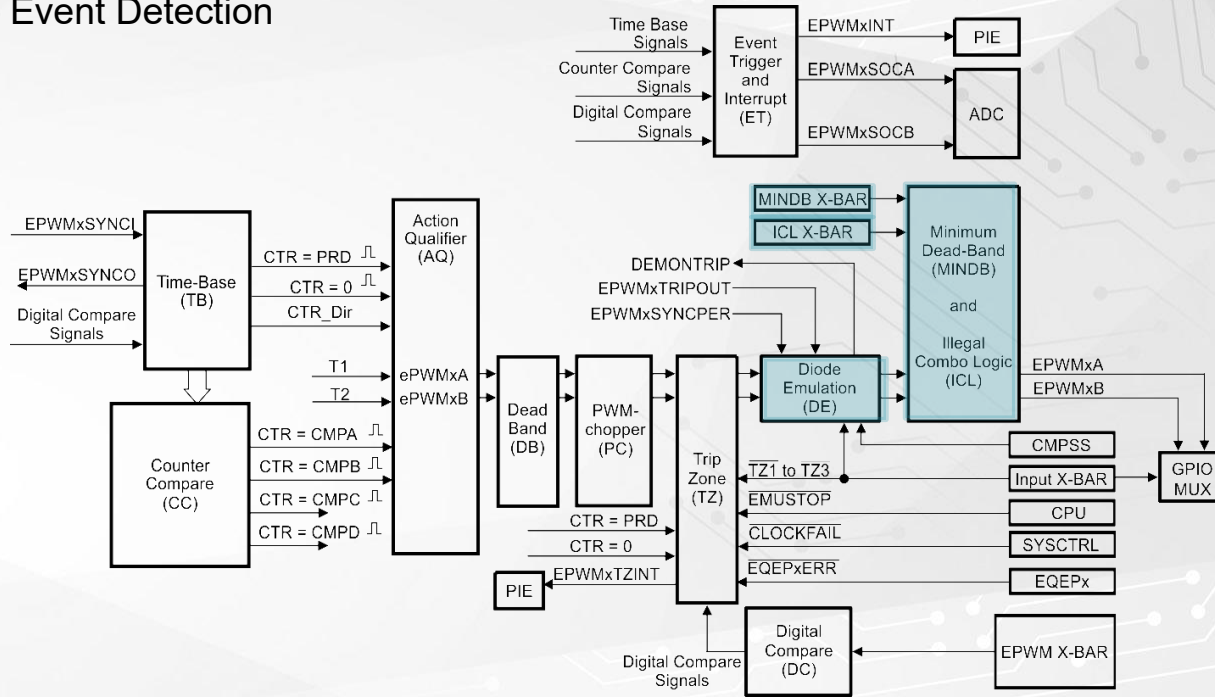 Event Detection
Time Base
Signals
Counter Compare
Signals
Digital Compare
Signals
Event
Trigger
and
Interrupt
(ET)
EPWMxINT
EPWMxSOCA
EPWMxSOCB
PIE
ADC
EPWMxSYNCI
EPWMxSYNCO
Digital Compare
Signals
Time-Base
(TB)
CTR = PRD
CTR = 0
CTR_Dir
T1
T2
Action
Qualifier
(AQ)
ePWMxA
ePWMxB
Counter
Compare
(CC)
CTR = CMPA
CTR = CMPB
CTR = CMPC
CTR = CMPD
Dead
Band
(DB)
PWM-
chopper
(PC)
Trip
Zone
(TZ)
CTR = PRD
CTR = 0
EPWMxTZINT
PIE
MINDB X-BAR
ICL X-BAR
DEMONTRIP
EPWMxTRIPOUT
EPWMxSYNCPER
Diode
Emulation
(DE)
Minimum
Dead-Band
(MINDB)
and
Illegal
Combo Logic
(ICL)
EPWMxA
EPWMxB
CMPSS
TZ1 to TZ3
Input X-BAR
GPIO
MUX
EMUSTOP
CPU
CLOCKFAIL
SYSCTRL
EQEPxERR
EQEPx
Digital Compare
Signals
Digital
Compare
(DC)
EPWM X-BAR